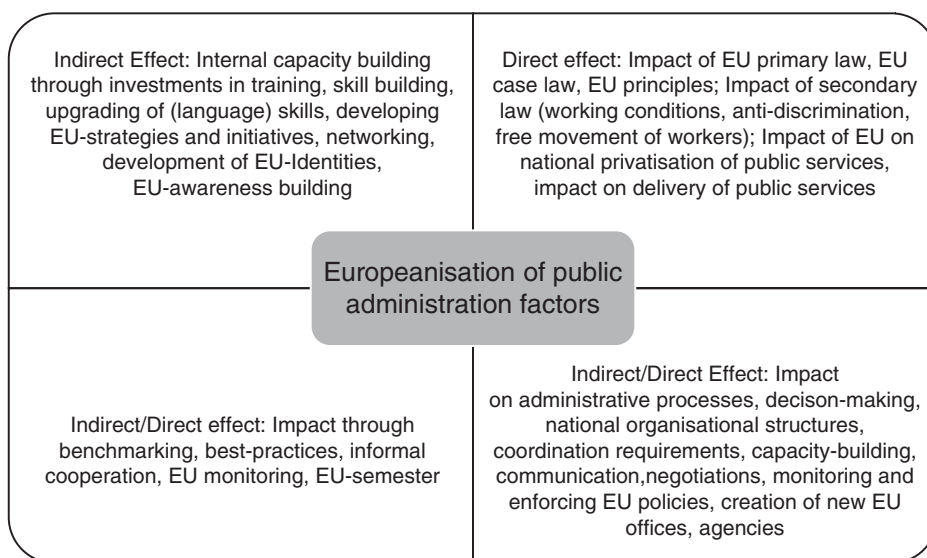 Indirect Effect: Internal capacity building
through investments in training, skill building,
upgrading of (language) skills, developing
EU-strategies and initiatives, networking,
development of EU-Identities,
EU-awareness building
Direct effect: Impact of EU primary law, EU
case law, EU principles; Impact of secondary
law (working conditions, anti-discrimination,
free movement of workers); Impact of EU on
national privatisation of public services,
impact on delivery of public services
Europeanisation of public
administration factors
Indirect/Direct effect: Impact through
benchmarking, best-practices, informal
cooperation, EU monitoring, EU-semester
Indirect/Direct Effect: Impact
on administrative processes, decison-making,
national organisational structures,
coordination requirements, capacity-building,
communication,negotiations, monitoring and
enforcing EU policies, creation of new EU
offices, agencies